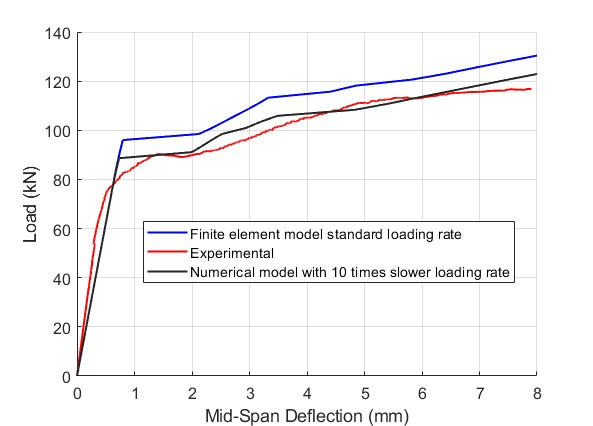 140
120
100
80
60
40
20
0
Load (kN)
Finite element model standard loading rate
Experimental
Numerical model with 10 times slower loading rate
0 1 2 3 4 5 6 7 8
Mid-Span Deflection (mm)